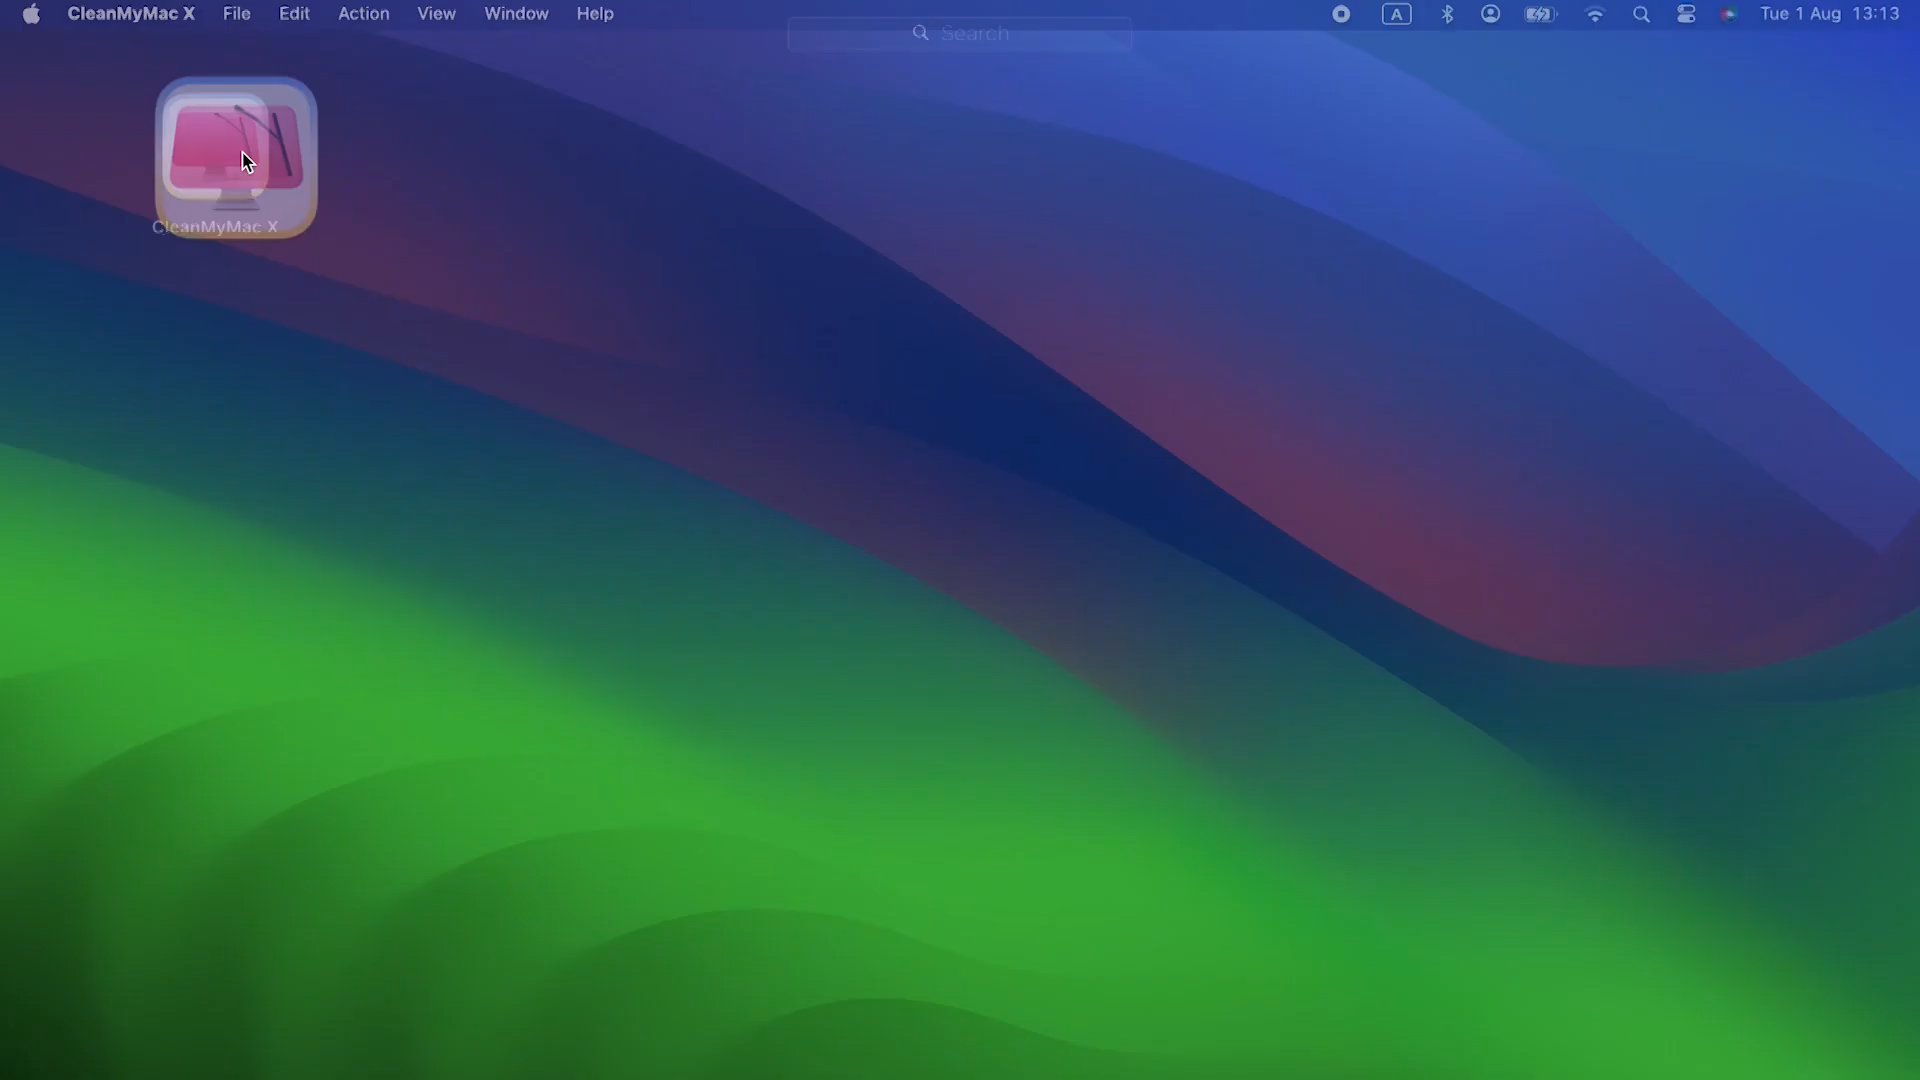 CleanMyMac X File Edit Action View Window Help A Tue 1 Aug 13:13
Search
CleanMyMac X